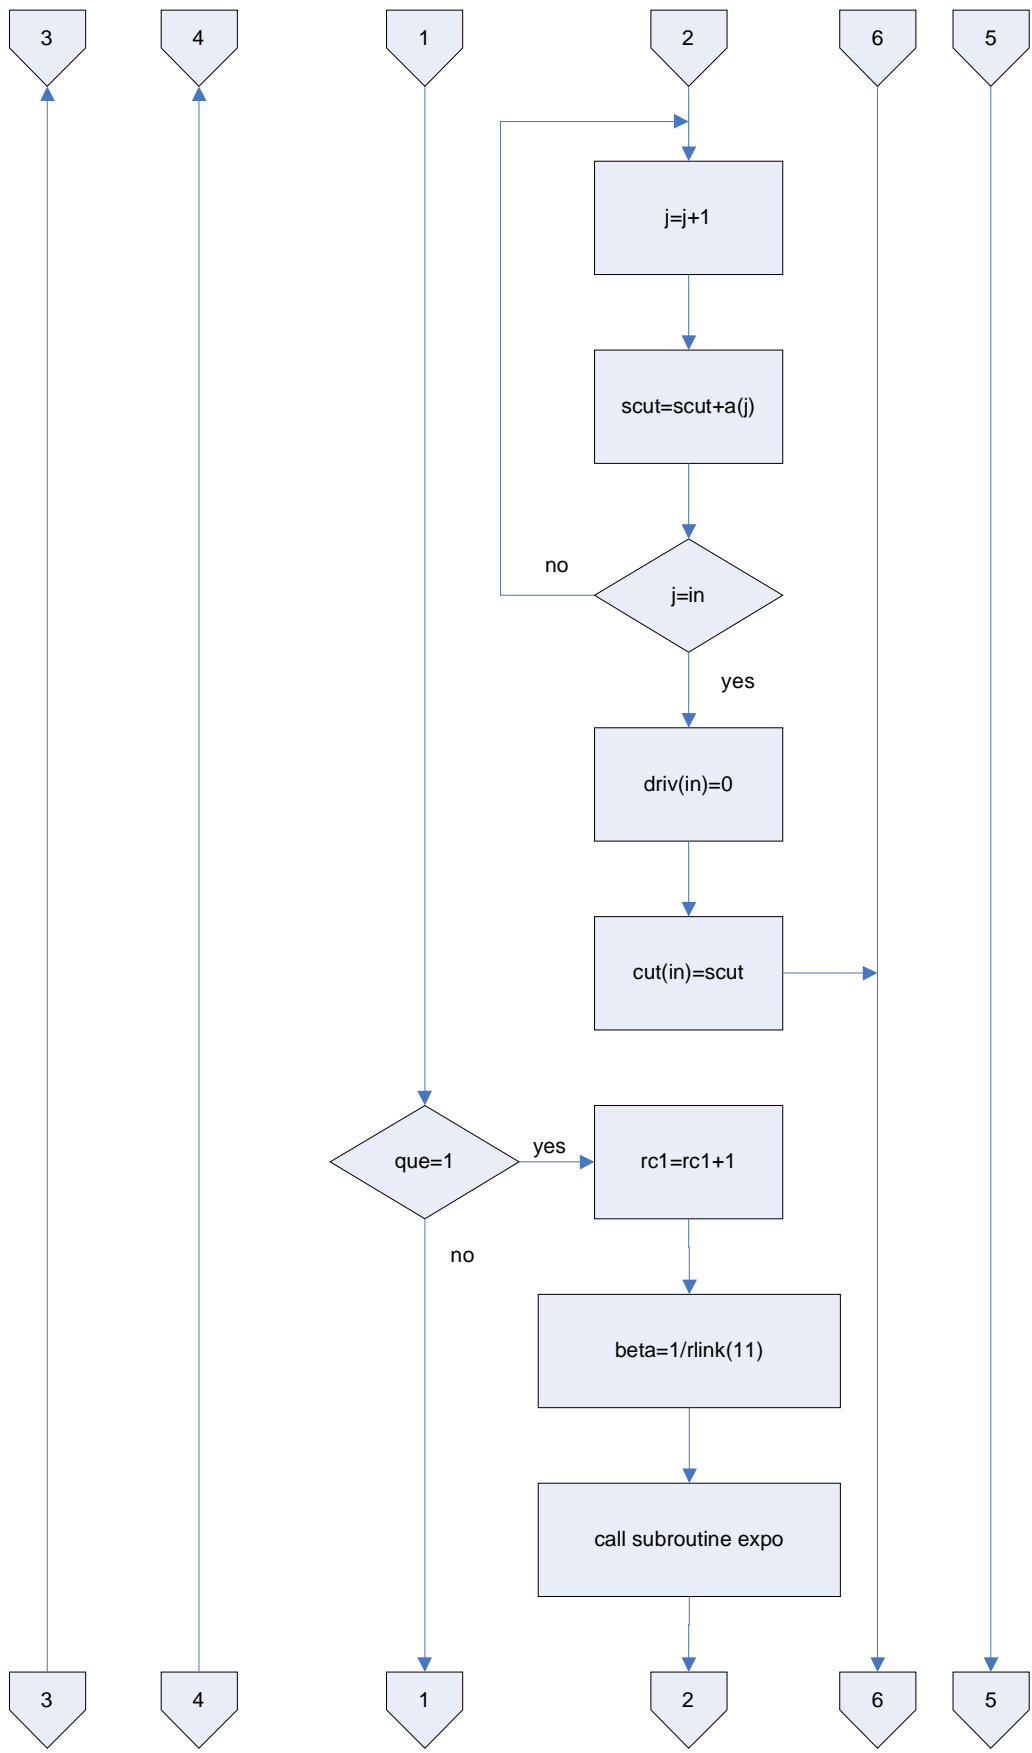 3
4
1
2
6
5
j=j+1
scut=scut+a(j)
no
j=in
yes
driv(in)=0
cut(in)=scut
que=1
yes
rc1=rc1+1
no
beta=1/rlink(11)
call subroutine expo
3
4
1
2
6
5